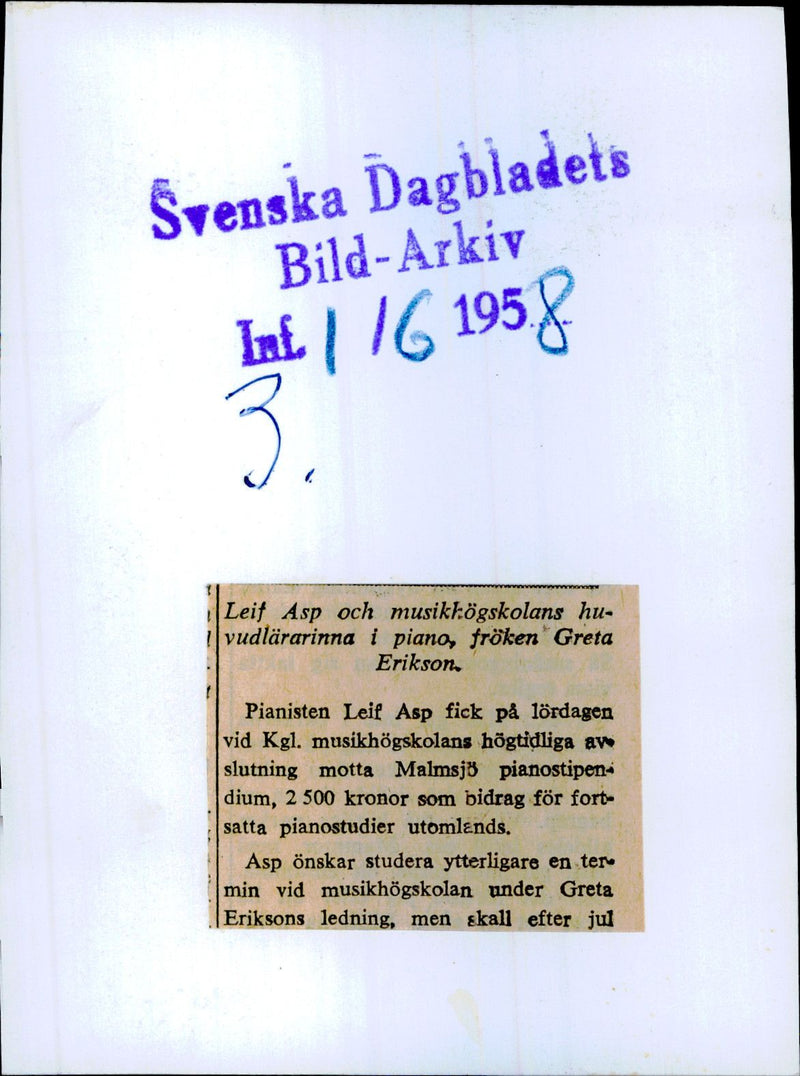 Svenska Dagbladets
Bild-Arkiv
Inf. 1/6 1958
3.
Leif Asp och musikhögskolans hu-
vudlärarinna i piano, fröken Greta
Erikson.
Pianisten Leif Asp fick på lördagen
vid Kgl. musikhögskolans högtidliga av-
slutning motta Malmsjö pianostipen-
dium, 2 500 kronor som bidrag för fort-
satta pianostudier utomlands.
Asp önskar studera ytterligare en ter-
min vid musikhögskolan under Greta
Eriksons ledning, men skall efter jul